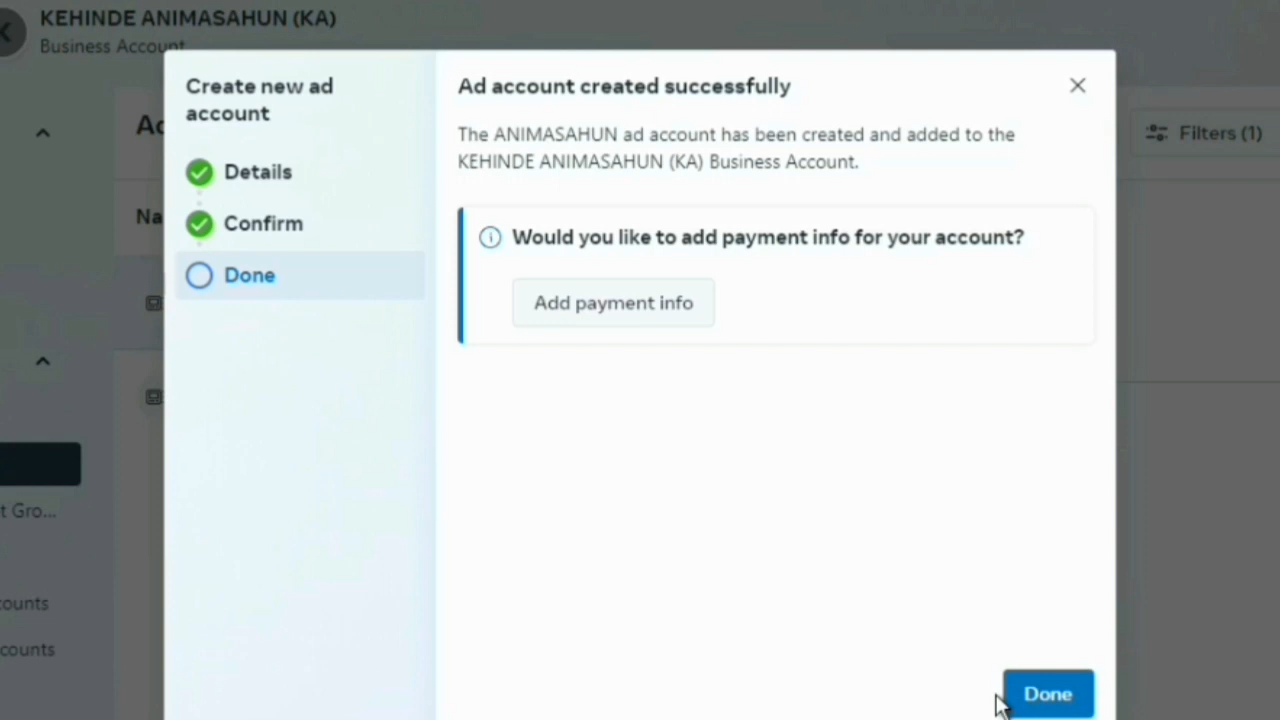 KEHINDE ANIMASAHUN (KA)
Business Account
Create new ad
account
Details
Confirm
Done
Ad account created successfully
The ANIMASAHUN ad account has been created and added to the
KEHINDE ANIMASAHUN (KA) Business Account.
Would you like to add payment info for your account?
Add payment info
Done
Filters (1)
Na
t Gro...
counts
counts